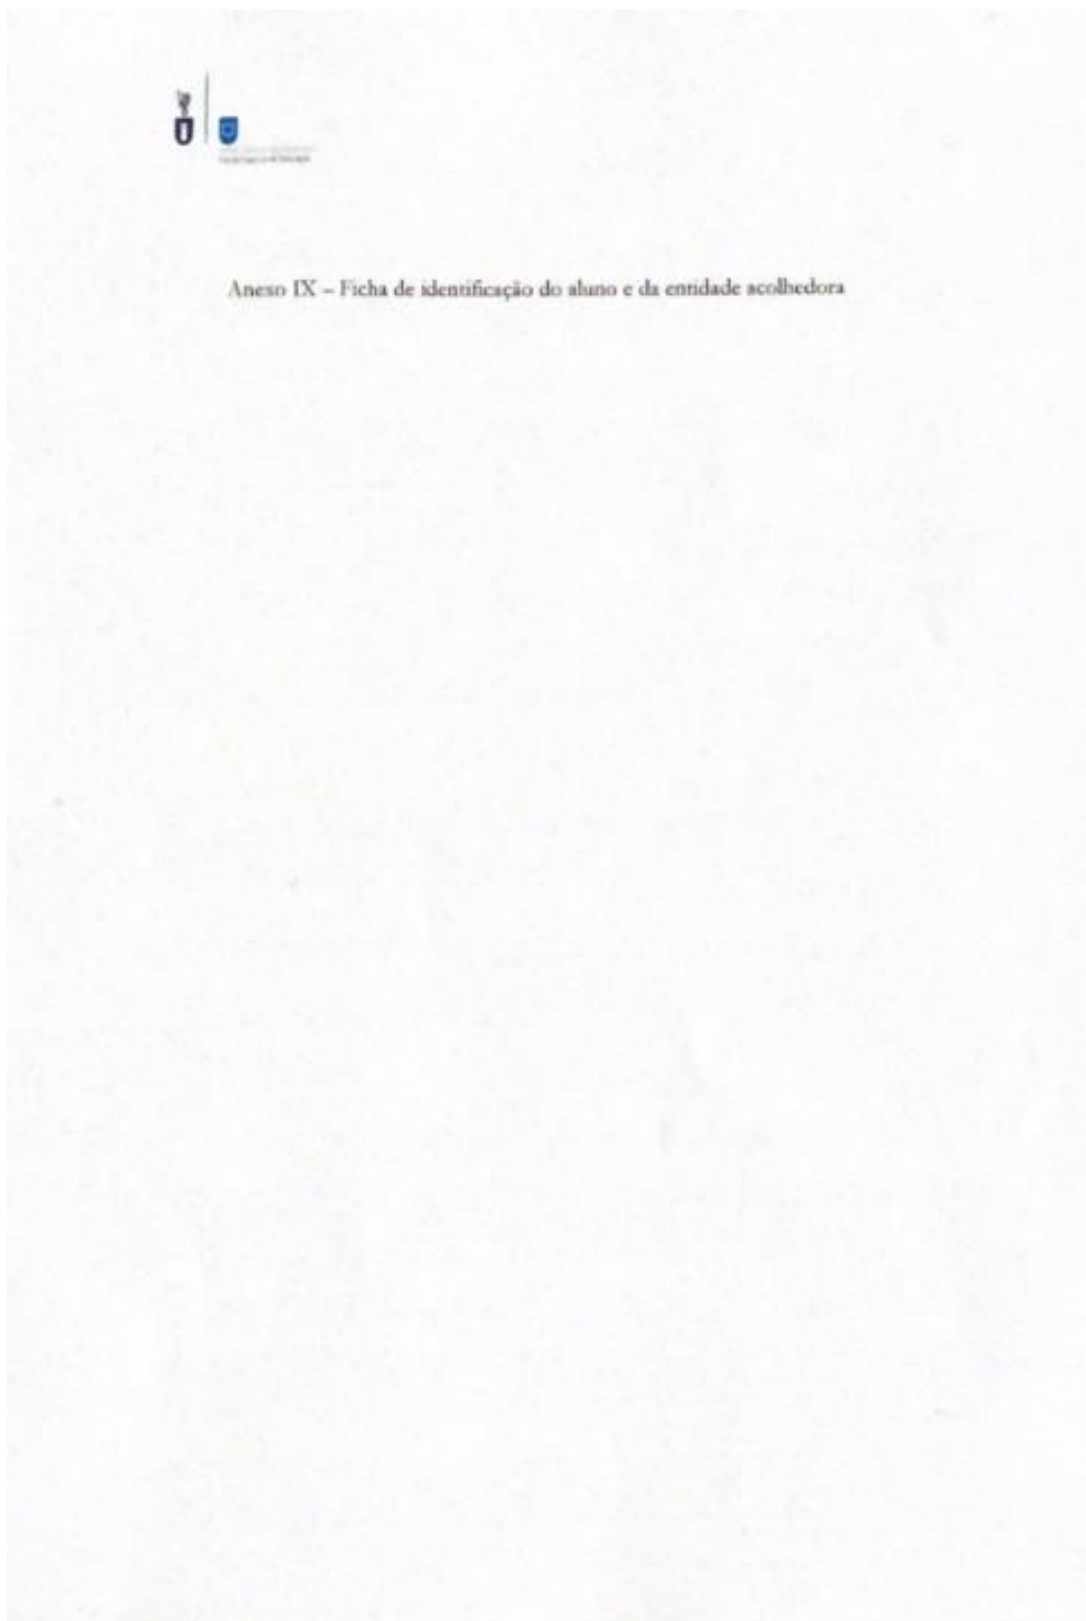 Anexo IX – Ficha de identificação do aluno e da entidade acolhedora